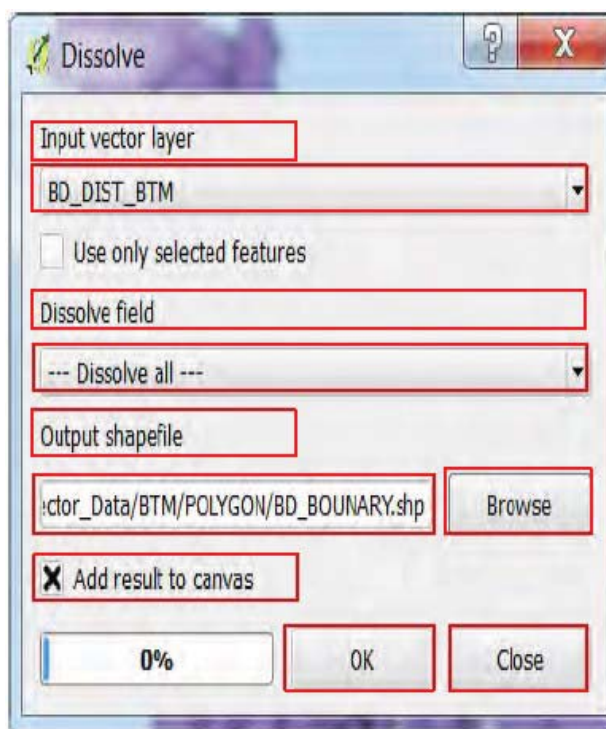 Dissolve
Input vector layer
BD_DIST_BTM
Use only selected features
Dissolve field
--- Dissolve all ---
Output shapefile
ector_Data/BTM/POLYGON/BD_BOUNARY.shp Browse
Add result to canvas
0% OK Close